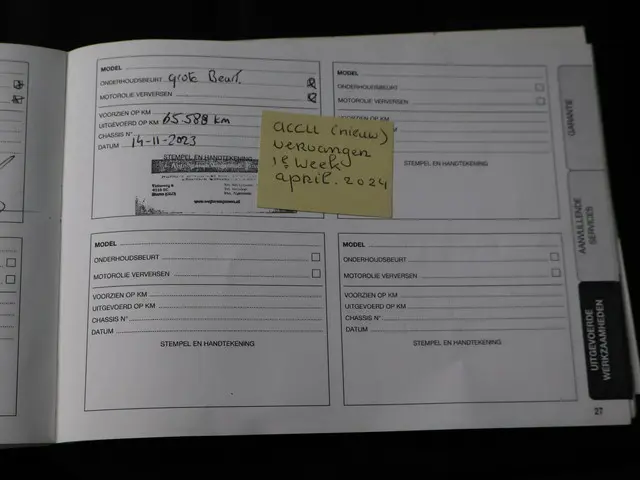 MODEL
ONDERHOUDSBEURT grote Beurt.
MOTOROLIE VERVERSEN
VOORZIEN OP KM
UITGEVOERD OP KM 65.588 km
CHASSIS N°
DATUM 14-11-2023
STEMPEL EN HANDTEKENING
accu (nieuw)
vervangen
1e week
april. 2024
MODEL
ONDERHOUDSBEURT
MOTOROLIE VERVERSEN
STEMPEL EN HANDTEKENING
MODEL
ONDERHOUDSBEURT
MOTOROLIE VERVERSEN
VOORZIEN OP KM
UITGEVOERD OP KM
CHASSIS N°
DATUM
STEMPEL EN HANDTEKENING
MODEL
ONDERHOUDSBEURT
MOTOROLIE VERVERSEN
VOORZIEN OP KM
UITGEVOERD OP KM
CHASSIS N°
DATUM
STEMPEL EN HANDTEKENING
GARANTIE
AANVULLENDE
SERVICES
UITGEVOERDE
WERKZAAMHEDEN
27